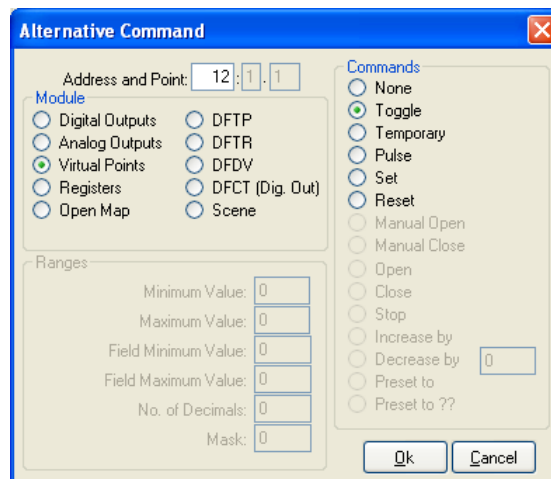 Alternative Command
Address and Point: 12 : 1 . 1
Module
Digital Outputs
Analog Outputs
Virtual Points
Registers
Open Map
DFTP
DFTR
DFDV
DFCT (Dig. Out)
Scene
Ranges
Minimum Value: 0
Maximum Value: 0
Field Minimum Value: 0
Field Maximum Value: 0
No. of Decimals: 0
Mask: 0
Commands
None
Toggle
Temporary
Pulse
Set
Reset
Manual Open
Manual Close
Open
Close
Stop
Increase by
Decrease by 0
Preset to
Preset to ??
Ok
Cancel